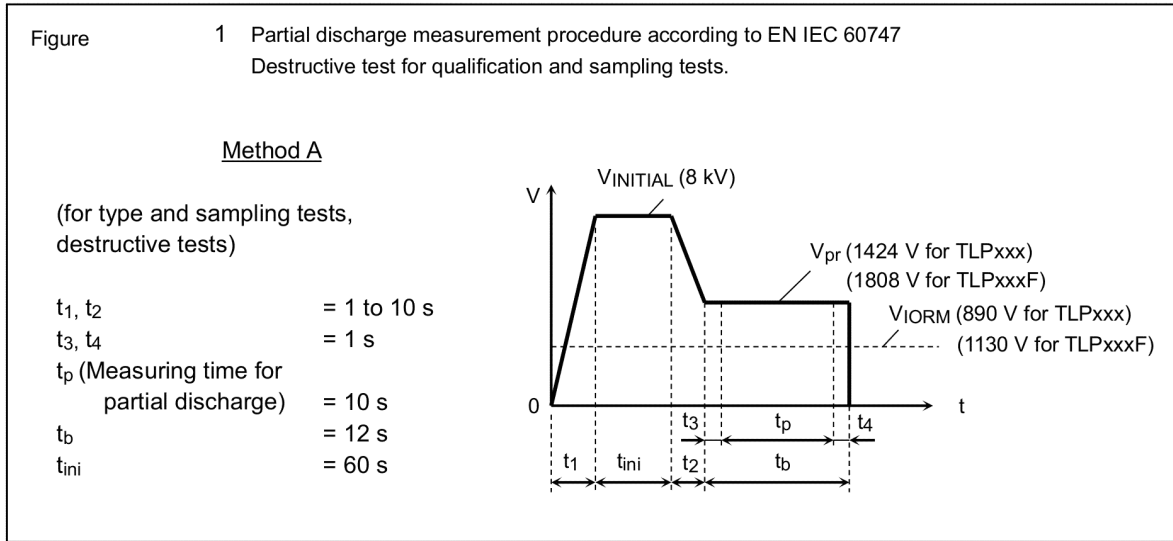 Figure 1 Partial discharge measurement procedure according to EN IEC 60747
Destructive test for qualification and sampling tests.
Method A
(for type and sampling tests,
destructive tests)
t1, t2 = 1 to 10 s
t3, t4 = 1 s
tp (Measuring time for
partial discharge) = 10 s
tb = 12 s
tini = 60 s
V
VINITIAL (8 kV)
Vpr (1424 V for TLPxxx)
(1808 V for TLPxxxF)
VIORM (890 V for TLPxxx)
(1130 V for TLPxxxF)
0
t
t3 tp t4
t1 tini t2 tb